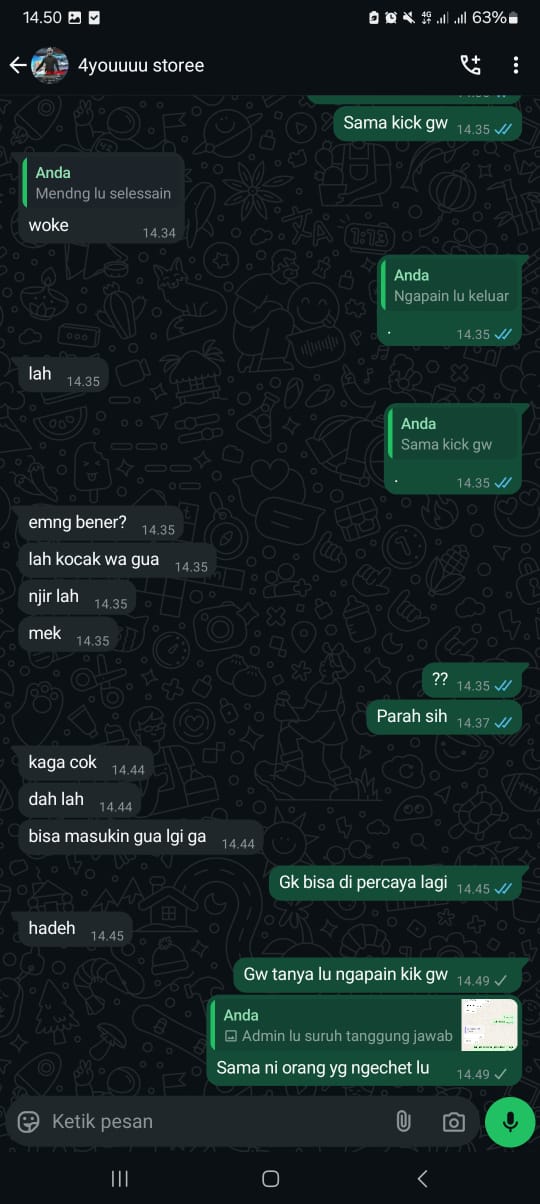 14.50
4G
63%
4youuuu storee
Sama kick gw 14.35
Anda
Mendng lu selessain
woke 14.34
Anda
Ngapain lu keluar
. 14.35
lah 14.35
Anda
Sama kick gw
. 14.35
emng bener? 14.35
lah kocak wa gua 14.35
njir lah 14.35
mek 14.35
?? 14.35
Parah sih 14.37
kaga cok 14.44
dah lah 14.44
bisa masukin gua lgi ga 14.44
Gk bisa di percaya lagi 14.45
hadeh 14.45
Gw tanya lu ngapain kik gw 14.49
Anda
Admin lu suruh tanggung jawab
Sama ni orang yg ngechet lu 14.49
Ketik pesan